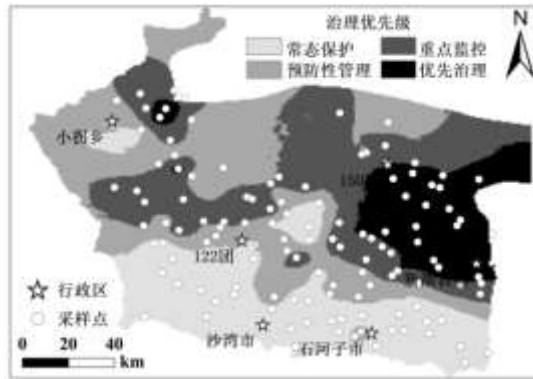 治理优先级
N
常态保护 重点监控
预防性管理 优先治理
小拐乡
150
122团
行政区
采样点
沙湾市
石河子市
0 20 40
km